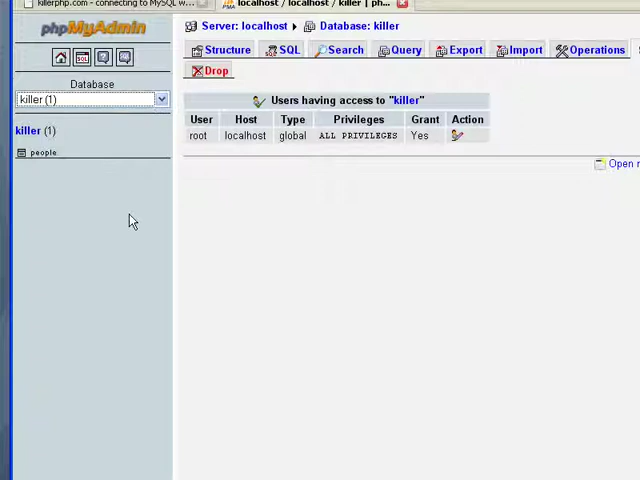 killerphp.com - connecting to MySQL w...
localhost / localhost / killer | ph...
phpMyAdmin
Server: localhost
Database: killer
Structure
SQL
Search
Query
Export
Import
Operations
Drop
SQL
Database
killer (1)
killer (1)
people
Users having access to "killer"
User Host Type Privileges Grant Action
root localhost global ALL PRIVILEGES Yes
Open